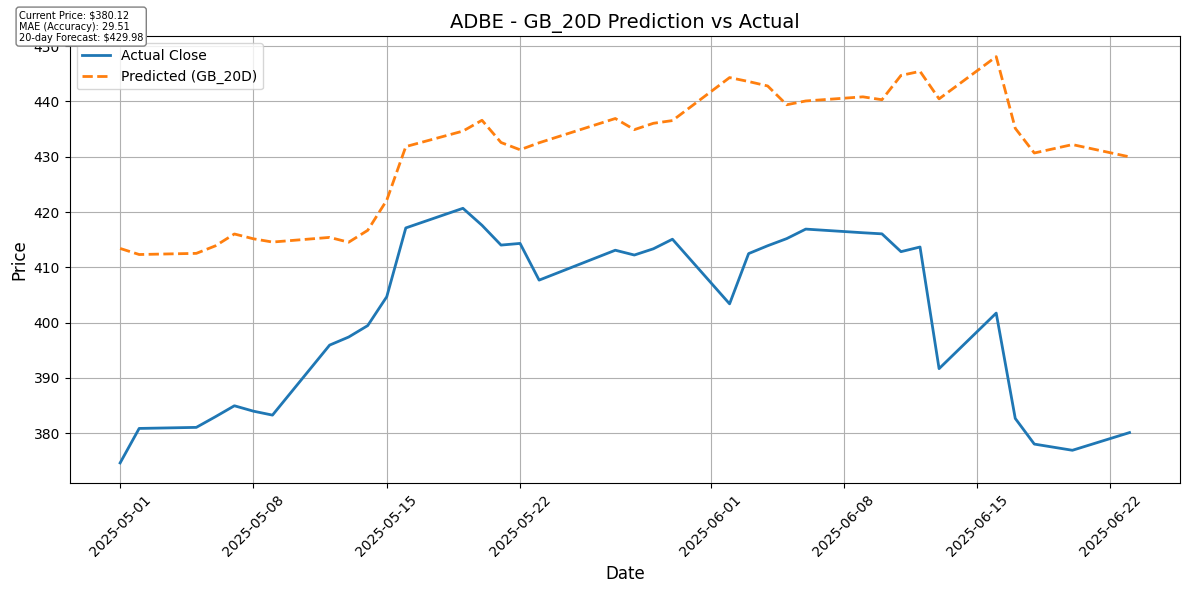 ADBE - GB_20D Prediction vs Actual
Current Price: $380.12
MAE (Accuracy): 29.51
20-day Forecast: $429.98
Actual Close
Predicted (GB_20D)
Price
450
440
430
420
410
400
390
380
2025-05-01
2025-05-08
2025-05-15
2025-05-22
2025-06-01
2025-06-08
2025-06-15
2025-06-22
Date